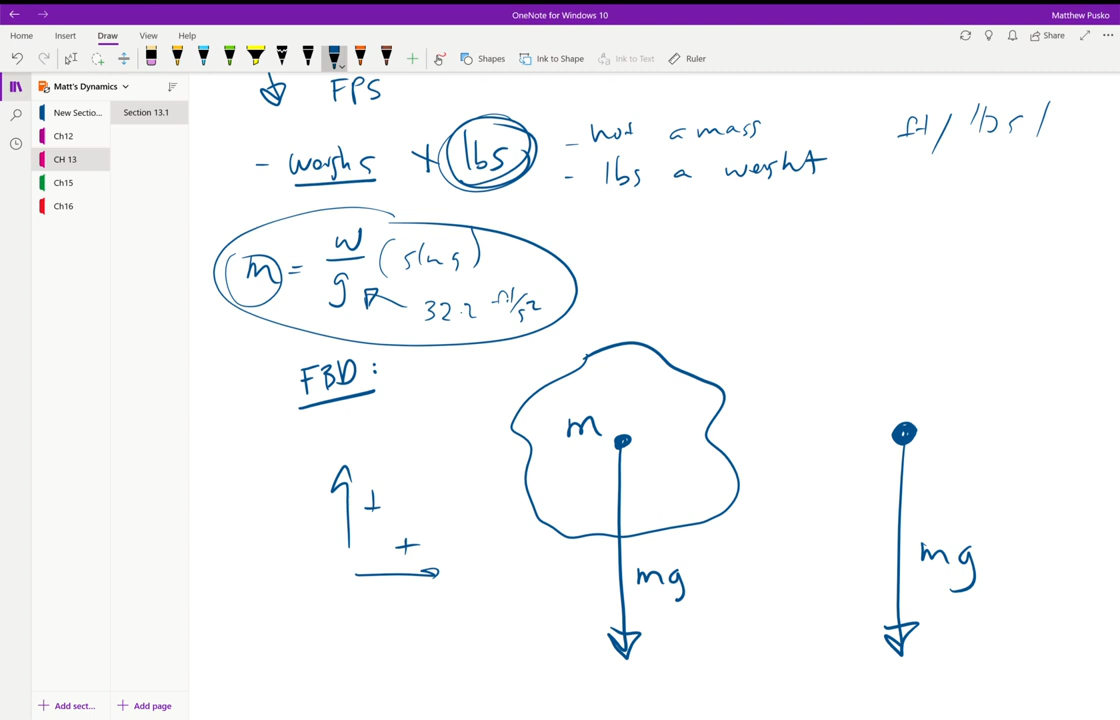 OneNote for Windows 10
Matthew Pusko
Home Insert Draw View Help
Share
Shapes Ink to Shape Ink to Text Ruler
Matt's Dynamics
New Sectio...
Ch12
CH 13
Ch15
Ch16
Section 13.1
FPS
- weighs x lbs
- not a mass
- lbs a weight
ft/ lbs /
m = w/g (slug)
32.2 ft/s2
FBD:
m
mg
mg
+
+
+ Add sect...
+ Add page